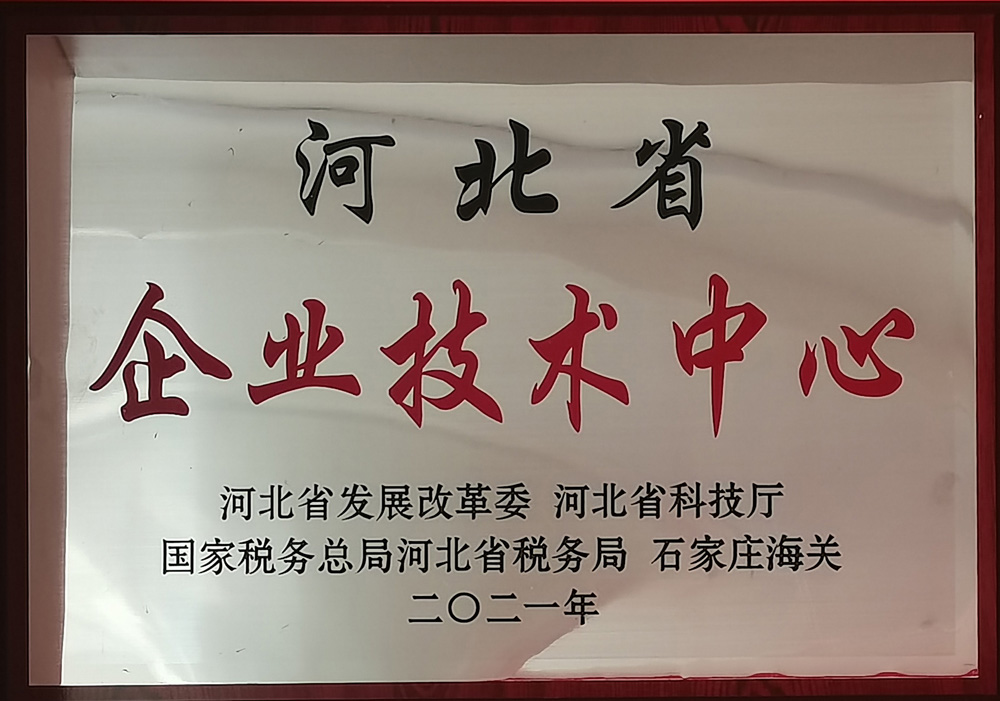 河北省
企业技术中心
河北省发展改革委 河北省科技厅
国家税务总局河北省税务局 石家庄海关
二〇二一年